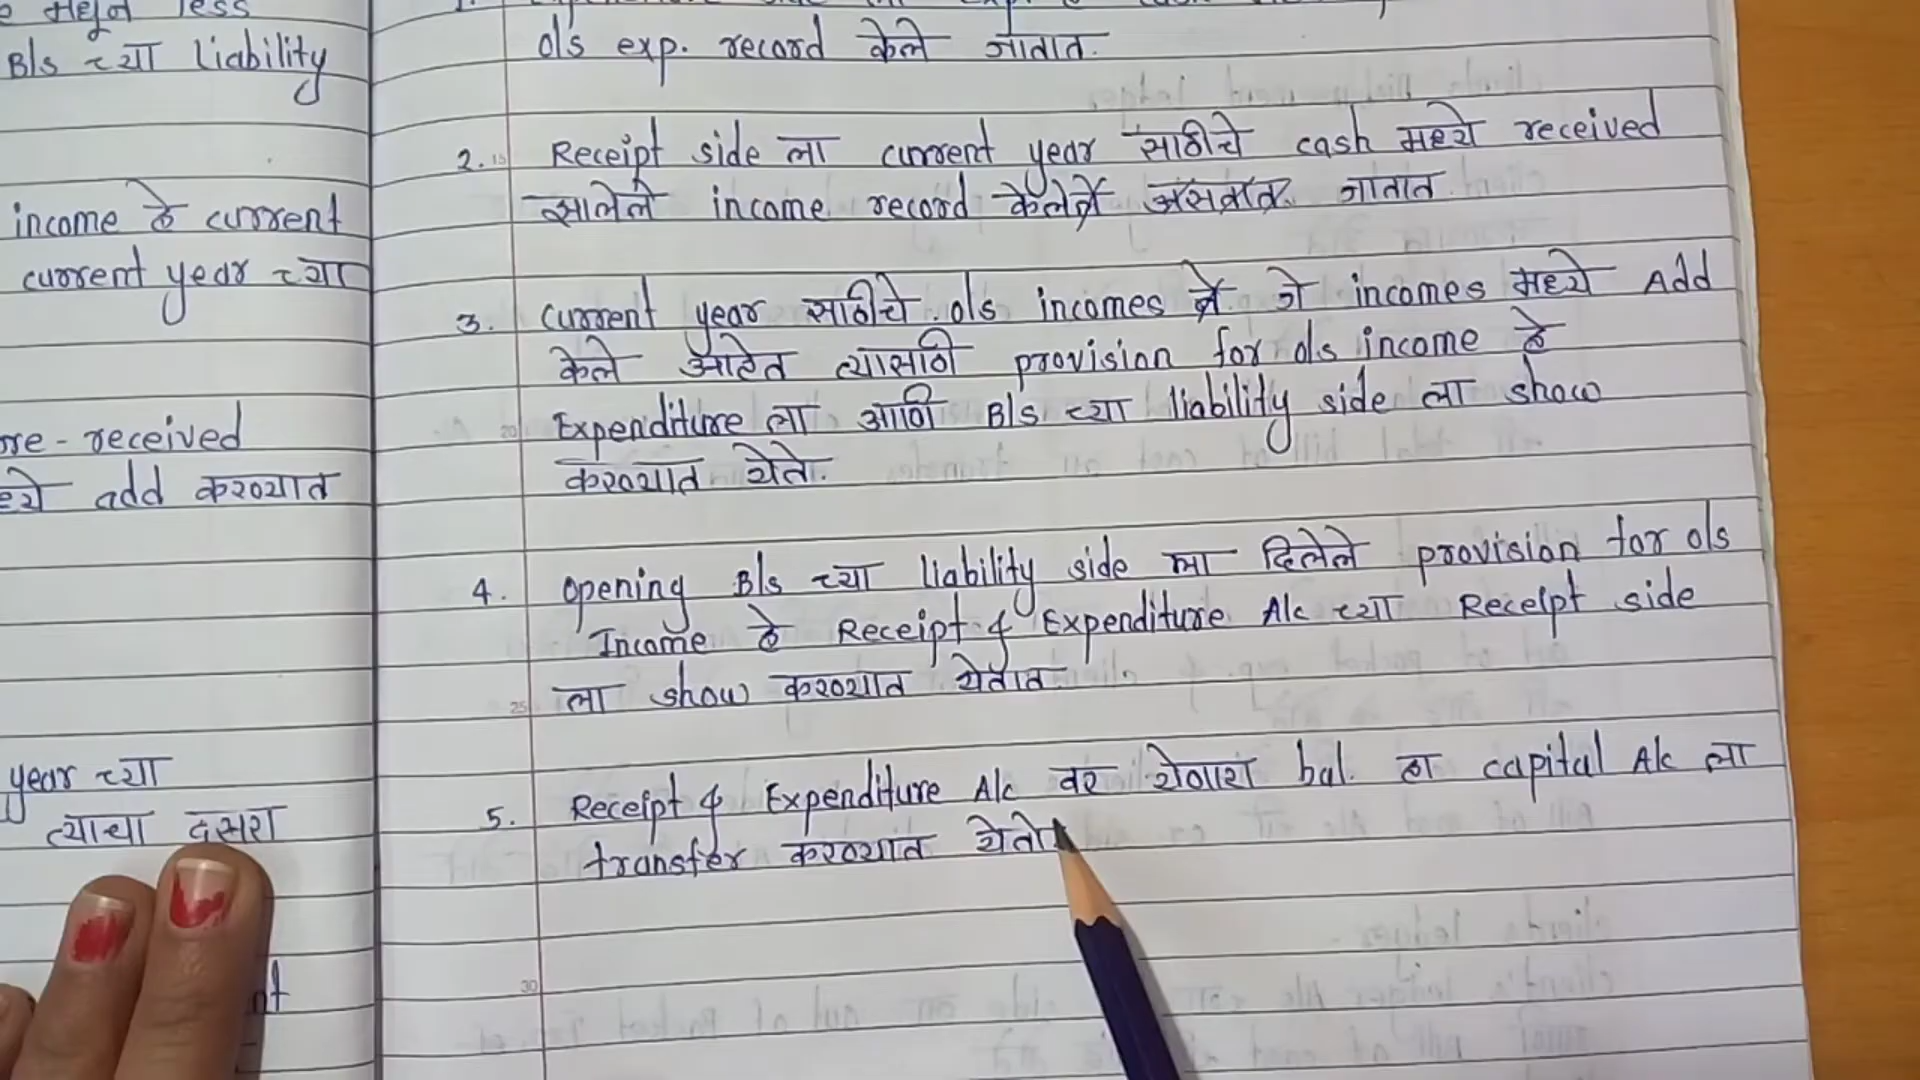 less
B/s च्या liability
income हे current
current year च्या
received
add करण्यात
year च्या
त्याचा दुसरा
o/s exp. record केले जातात.
2. Receipt side ला current year साठीचे cash मध्ये received
झालेले income record केलेले असतात जातात
3. Current year साठीचे o/s incomes जे incomes मध्ये Add
केले आहेत त्यासाठी provision for o/s income हे
Expenditure ला आणि B/s च्या liability side ला show
करण्यात येते.
4. Opening B/s च्या liability side ला दिलेले provision for o/s
Income हे Receipt & Expenditure A/c च्या Receipt side
ला show करण्यात येतात.
5. Receipt & Expenditure A/c वर येणारा bal. हा capital A/c ला
transfer करण्यात येतो